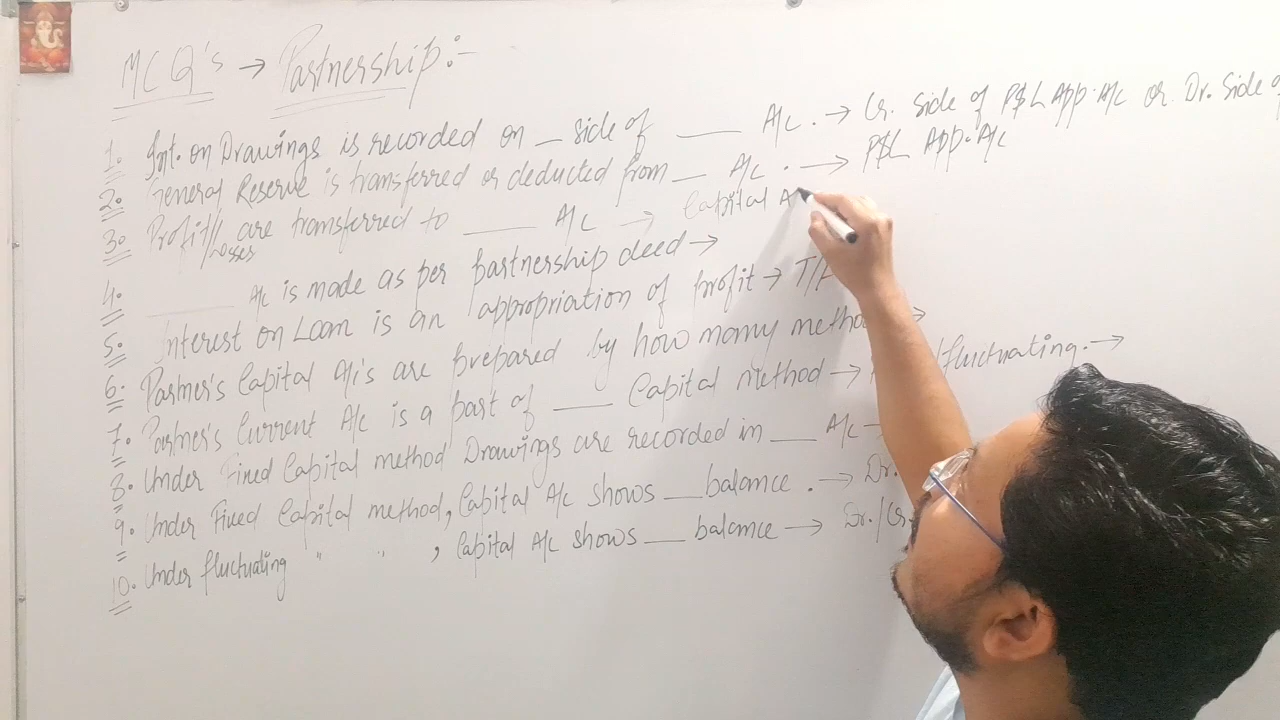 MCQ's → Partnership:-
1. Int. on Drawings is recorded on _ side of ___ A/c. → Cr. side of P&L App. A/c or Dr. Side of
2. General Reserve is transferred or deducted from _ A/c. → P&L App. A/c
3. Profit/losses are transferred to ___ A/c → Capital A
4. ___ A/c is made as per partnership deed →
5. Interest on Loan is an appropriation of profit → T/F
6. Partner's Capital A/c's are prepared by how many method →
7. Partner's Current A/c is a part of ___ Capital method → /fluctuating. →
8. Under Fixed Capital method Drawings are recorded in ___ A/c
9. Under Fixed Capital method, Capital A/c shows __ balance. → Dr.
10. Under fluctuating " " , Capital A/c shows __ balance → Dr./Cr.